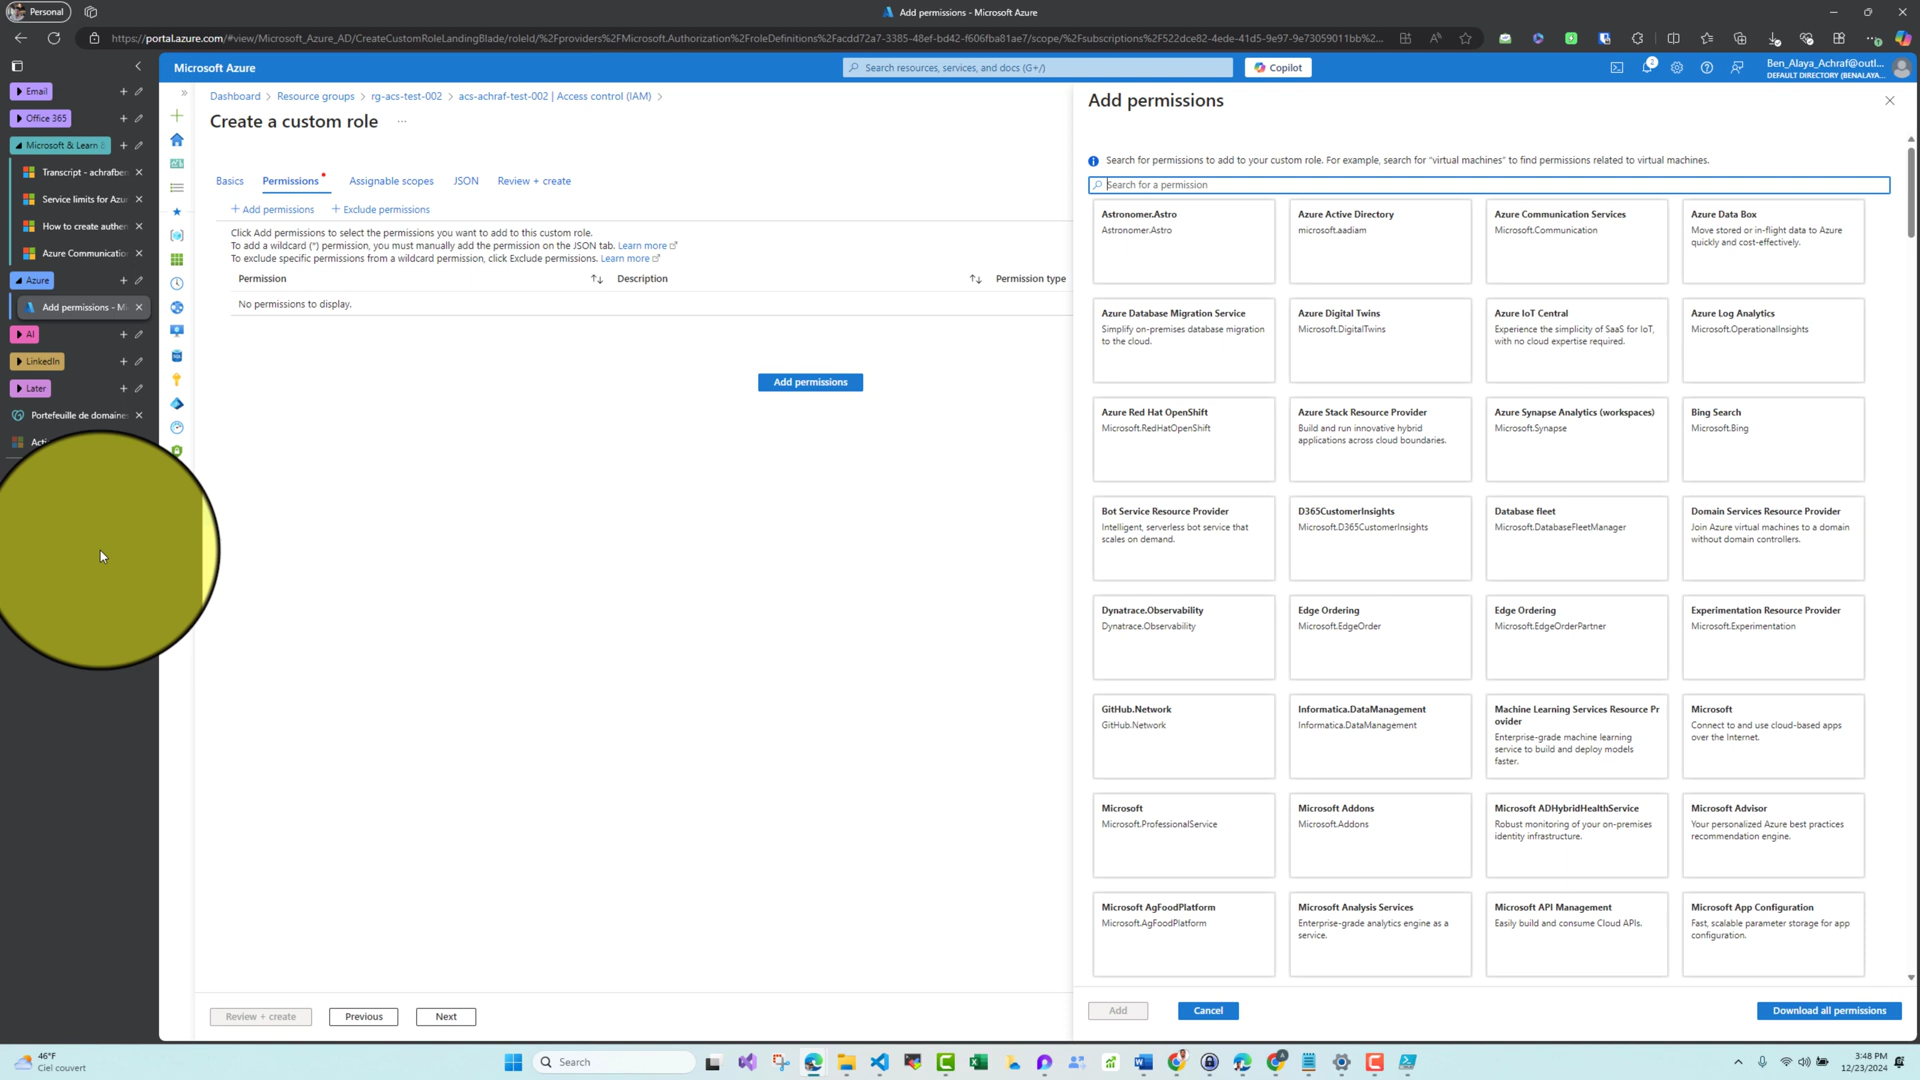 Personal
Add permissions - Microsoft Azure
https://portal.azure.com/#view/Microsoft_Azure_AD/CreateCustomRoleLandingBlade/roleId/%2Fproviders%2FMicrosoft.Authorization%2FroleDefinitions%2Facdd72a7-3385-48ef-bd42-f606fba81ae7/scope/%2Fsubscriptions%2F522dce82-4ede-41d5-9e97-9e73059011bb%2...
Microsoft Azure
Search resources, services, and docs (G+/)
Copilot
2
Ben_Alaya_Achraf@outl...
DEFAULT DIRECTORY (BENALAYA...
Email
Office 365
Microsoft & Learn
Transcript - achrafben
Service limits for Azu
How to create authen
Azure Communicatio
Azure
Add permissions - Mi
AI
LinkedIn
Later
Portefeuille de domaine
Acti
Dashboard > Resource groups > rg-acs-test-002 > acs-achraf-test-002 | Access control (IAM) >
Create a custom role ...
Basics Permissions * Assignable scopes JSON Review + create
+ Add permissions + Exclude permissions
Click Add permissions to select the permissions you want to add to this custom role.
To add a wildcard (*) permission, you must manually add the permission on the JSON tab. Learn more
To exclude specific permissions from a wildcard permission, click Exclude permissions. Learn more
Permission Description Permission type
No permissions to display.
Add permissions
Review + create Previous Next
Add permissions
Search for permissions to add to your custom role. For example, search for "virtual machines" to find permissions related to virtual machines.
Search for a permission
Astronomer.Astro
Astronomer.Astro
Azure Active Directory
microsoft.aadiam
Azure Communication Services
Microsoft.Communication
Azure Data Box
Move stored or in-flight data to Azure
quickly and cost-effectively.
Azure Database Migration Service
Simplify on-premises database migration
to the cloud.
Azure Digital Twins
Microsoft.DigitalTwins
Azure IoT Central
Experience the simplicity of SaaS for IoT,
with no cloud expertise required.
Azure Log Analytics
Microsoft.OperationalInsights
Azure Red Hat OpenShift
Microsoft.RedHatOpenShift
Azure Stack Resource Provider
Build and run innovative hybrid
applications across cloud boundaries.
Azure Synapse Analytics (workspaces)
Microsoft.Synapse
Bing Search
Microsoft.Bing
Bot Service Resource Provider
Intelligent, serverless bot service that
scales on demand.
D365CustomerInsights
Microsoft.D365CustomerInsights
Database fleet
Microsoft.DatabaseFleetManager
Domain Services Resource Provider
Join Azure virtual machines to a domain
without domain controllers.
Dynatrace.Observability
Dynatrace.Observability
Edge Ordering
Microsoft.EdgeOrder
Edge Ordering
Microsoft.EdgeOrderPartner
Experimentation Resource Provider
Microsoft.Experimentation
GitHub.Network
GitHub.Network
Informatica.DataManagement
Informatica.DataManagement
Machine Learning Services Resource Pr
ovider
Enterprise-grade machine learning
service to build and deploy models
faster.
Microsoft
Connect to and use cloud-based apps
over the Internet.
Microsoft
Microsoft.ProfessionalService
Microsoft Addons
Microsoft.Addons
Microsoft ADHybridHealthService
Robust monitoring of your on-premises
identity infrastructure.
Microsoft Advisor
Your personalized Azure best practices
recommendation engine.
Microsoft AgFoodPlatform
Microsoft.AgFoodPlatform
Microsoft Analysis Services
Enterprise-grade analytics engine as a
service.
Microsoft API Management
Easily build and consume Cloud APIs.
Microsoft App Configuration
Fast, scalable parameter storage for app
configuration.
Add Cancel Download all permissions
46°F
Ciel couvert
Search
3:48 PM
12/23/2024